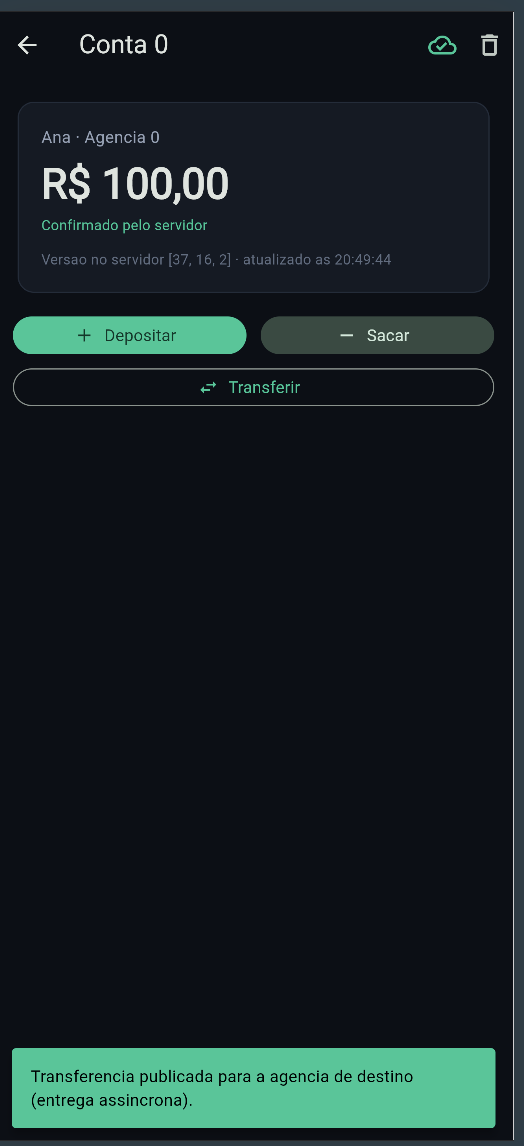 Conta 0
Ana · Agencia 0
R$ 100,00
Confirmado pelo servidor
Versao no servidor [37, 16, 2] · atualizado as 20:49:44
+ Depositar
− Sacar
Transferir
Transferencia publicada para a agencia de destino
(entrega assincrona).